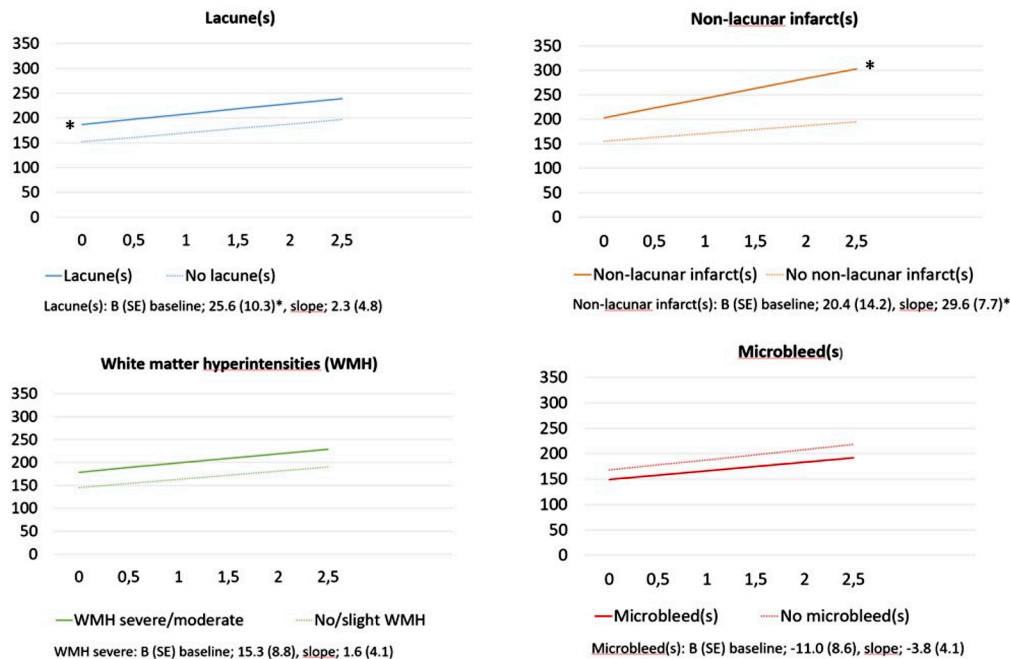 Lacune(s)
350
300
250
200
150
100
50
0
*
0 0,5 1 1,5 2 2,5
Lacune(s) No lacune(s)
Lacune(s): B (SE) baseline; 25.6 (10.3)*, slope; 2.3 (4.8)
Non-lacunar infarct(s)
350
300
250
200
150
100
50
0
*
0 0,5 1 1,5 2 2,5
Non-lacunar infarct(s) No non-lacunar infarct(s)
Non-lacunar infarct(s): B (SE) baseline; 20.4 (14.2), slope; 29.6 (7.7)*
White matter hyperintensities (WMH)
350
300
250
200
150
100
50
0
0 0,5 1 1,5 2 2,5
WMH severe/moderate No/slight WMH
WMH severe: B (SE) baseline; 15.3 (8.8), slope; 1.6 (4.1)
Microbleed(s)
350
300
250
200
150
100
50
0
0 0,5 1 1,5 2 2,5
Microbleed(s) No microbleed(s)
Microbleed(s): B (SE) baseline; -11.0 (8.6), slope; -3.8 (4.1)